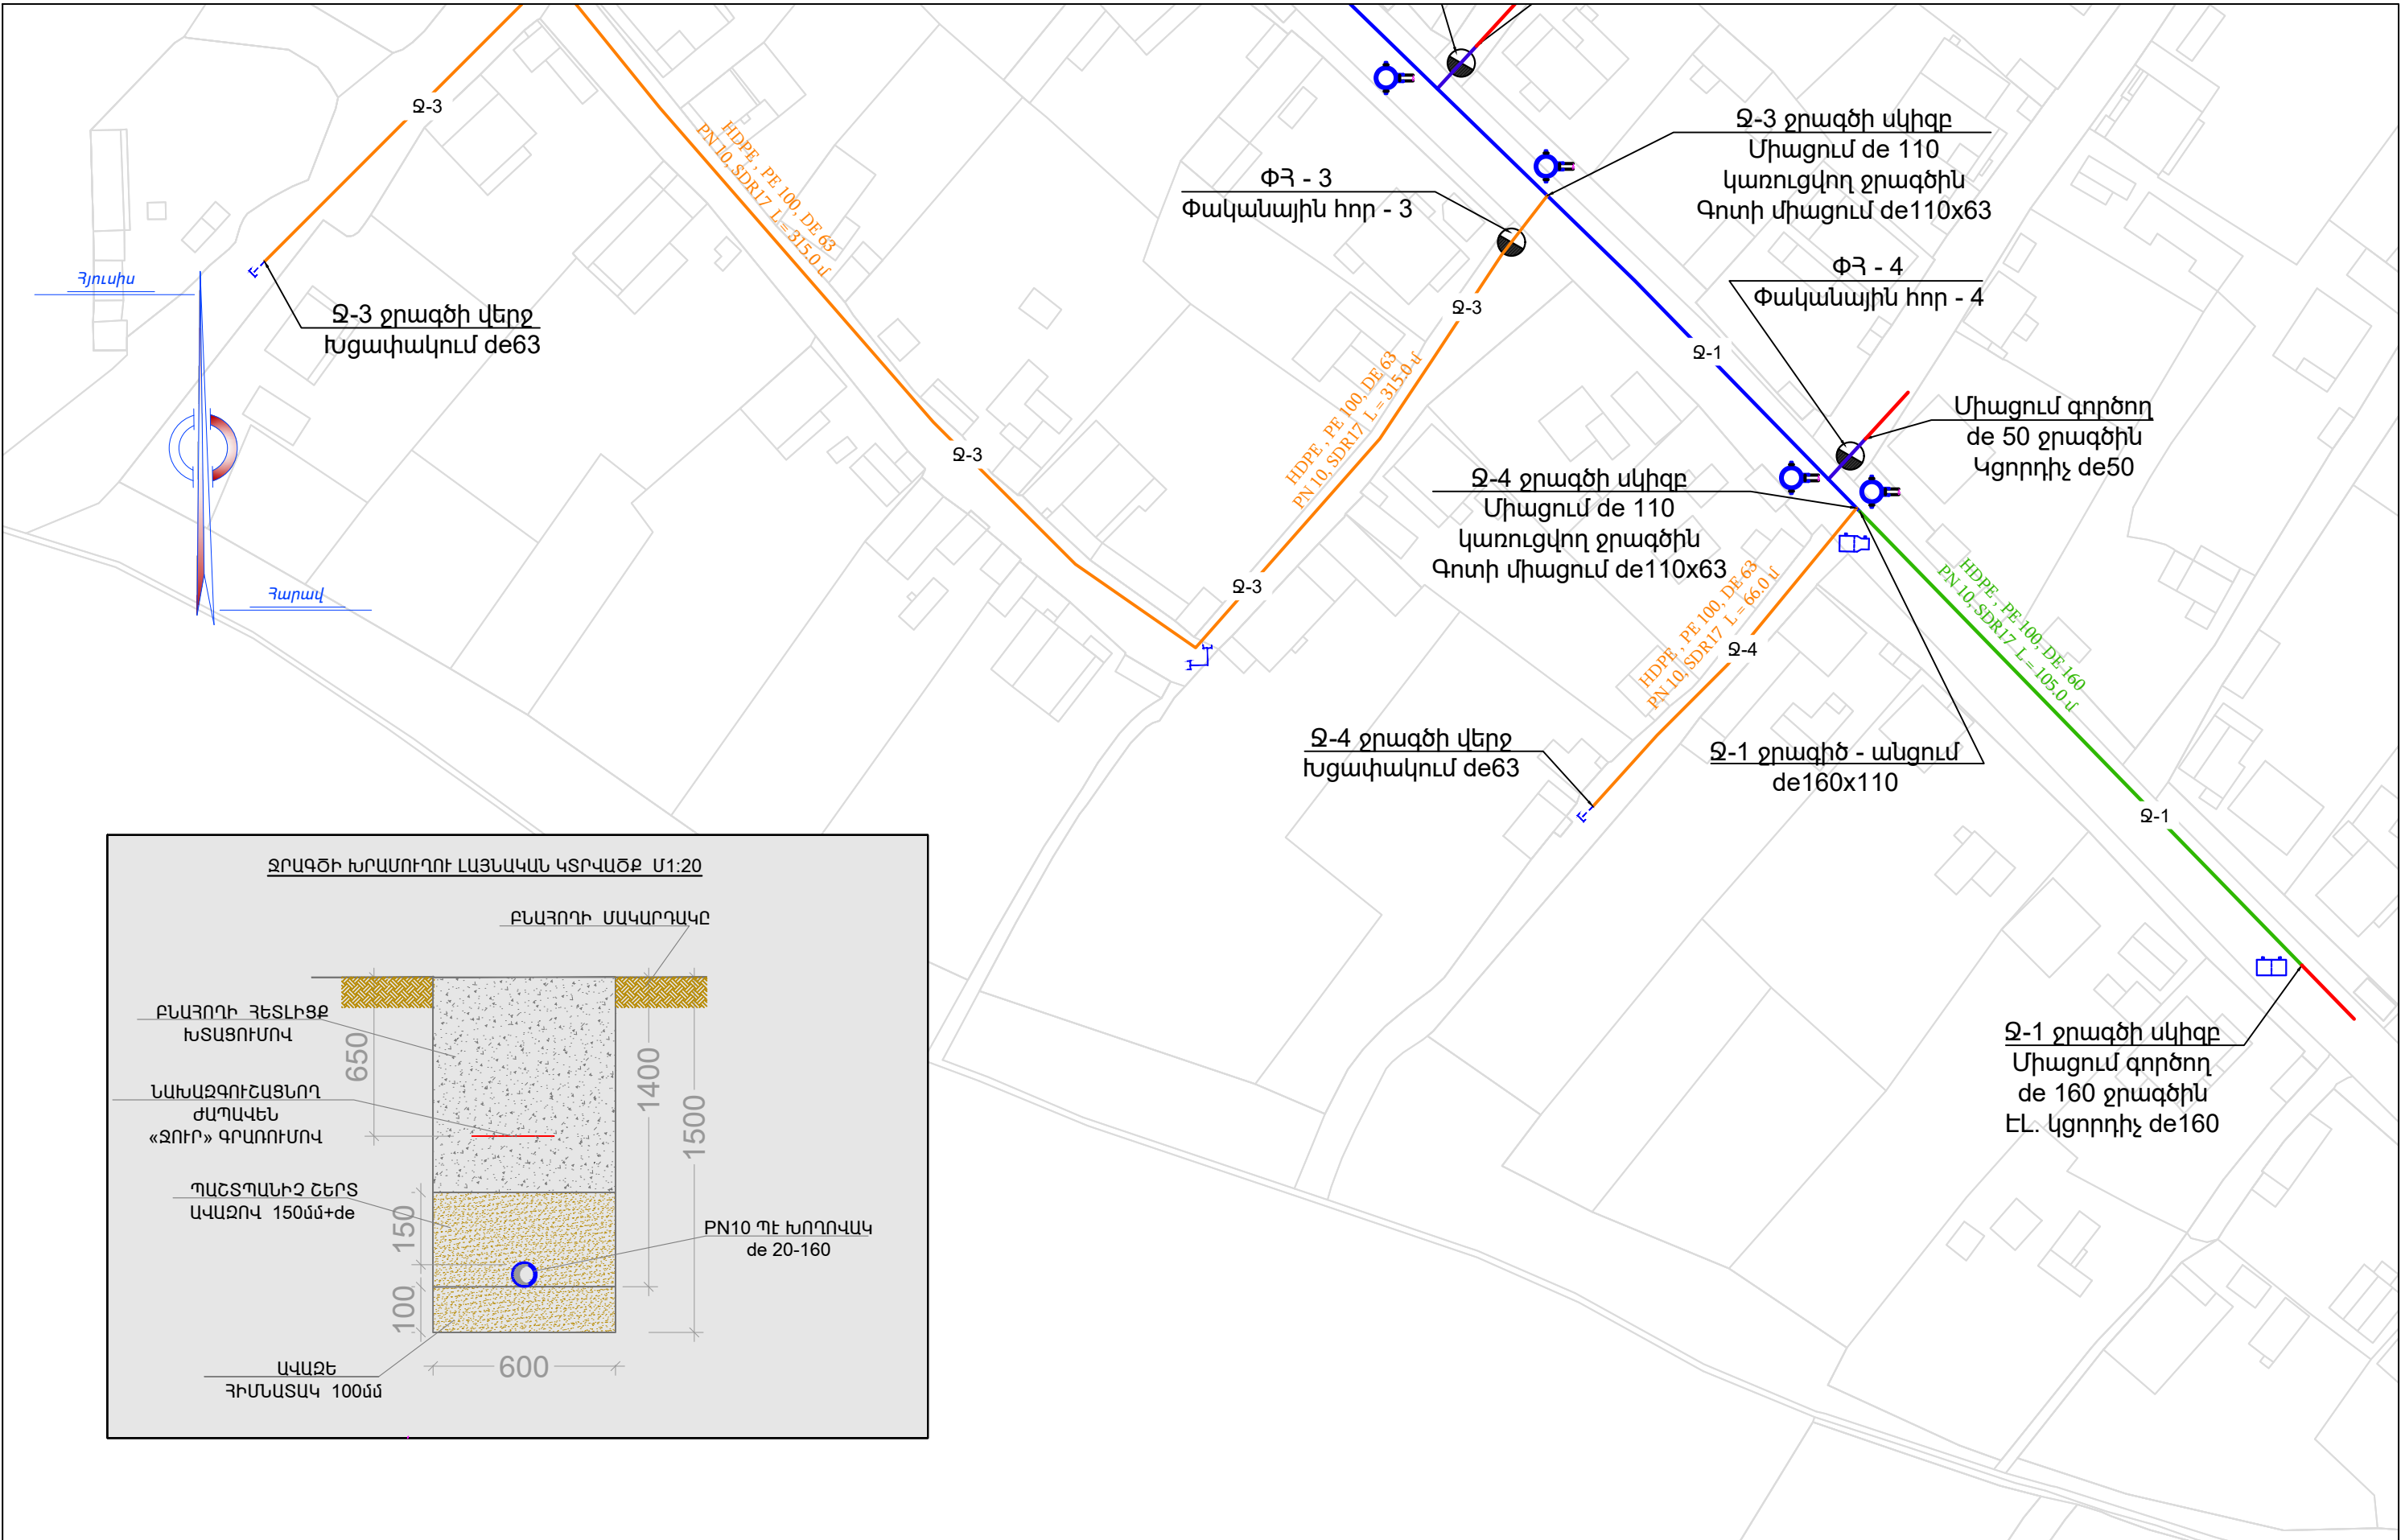 Ջ-3
HDPE , PE 100, DE 63
PN 10, SDR17  L = 315.0 մ
Ջ-3 ջրագծի սկիզբ
Միացում de 110
կառուցվող ջրագծին
Գոտի միացում de110x63
ՓՀ - 3
Փականային հոր - 3
ՓՀ - 4
Փականային հոր - 4
Հյուսիս
Ջ-3 ջրագծի վերջ
Խցափակում de63
Ջ-3
Ջ-1
HDPE , PE 100, DE 63
PN 10, SDR17  L = 315.0 մ
Միացում գործող
de 50 ջրագծին
Կցորդիչ de50
Ջ-3
Ջ-4 ջրագծի սկիզբ
Միացում de 110
կառուցվող ջրագծին
Գոտի միացում de110x63
Հարավ
Ջ-3
HDPE , PE 100, DE 63
PN 10, SDR17  L = 66.0 մ
Ջ-4
HDPE , PE 100, DE 160
PN 10, SDR17  L = 105.0 մ
Ջ-4 ջրագծի վերջ
Խցափակում de63
Ջ-1 ջրագիծ - անցում
de160x110
Ջ-1
Ջ-1 ջրագծի սկիզբ
Միացում գործող
de 160 ջրագծին
ԷԼ. կցորդիչ de160
ՋՐԱԳԾԻ ԽՐԱՄՈՒՂՈՒ ԼԱՅՆԱԿԱՆ ԿՏՐՎԱԾՔ  Մ1:20
ԲՆԱՀՈՂԻ  ՄԱԿԱՐԴԱԿԸ
ԲՆԱՀՈՂԻ  ՀԵՏԼԻՑՔ
ԽՏԱՑՈՒՄՈՎ
650
1400
1500
ՆԱԽԱԶԳՈՒՇԱՑՆՈՂ
ԺԱՊԱՎԵՆ
«ՋՈՒՐ» ԳՐԱՌՈՒՄՈՎ
ՊԱՇՏՊԱՆԻՉ ՇԵՐՏ
ԱՎԱԶՈՎ  150մմ+de
150
PN10 ՊԷ ԽՈՂՈՎԱԿ
de 20-160
100
600
ԱՎԱԶԵ
ՀԻՄՆԱՏԱԿ  100մմ